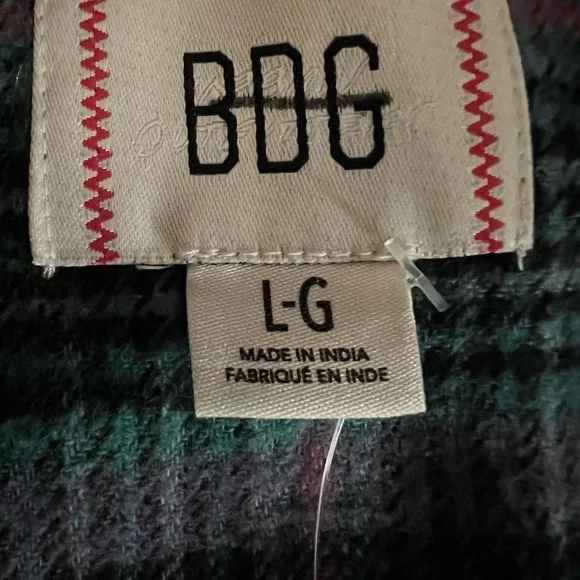 BDG
L-G
MADE IN INDIA
FABRIQUÉ EN INDE